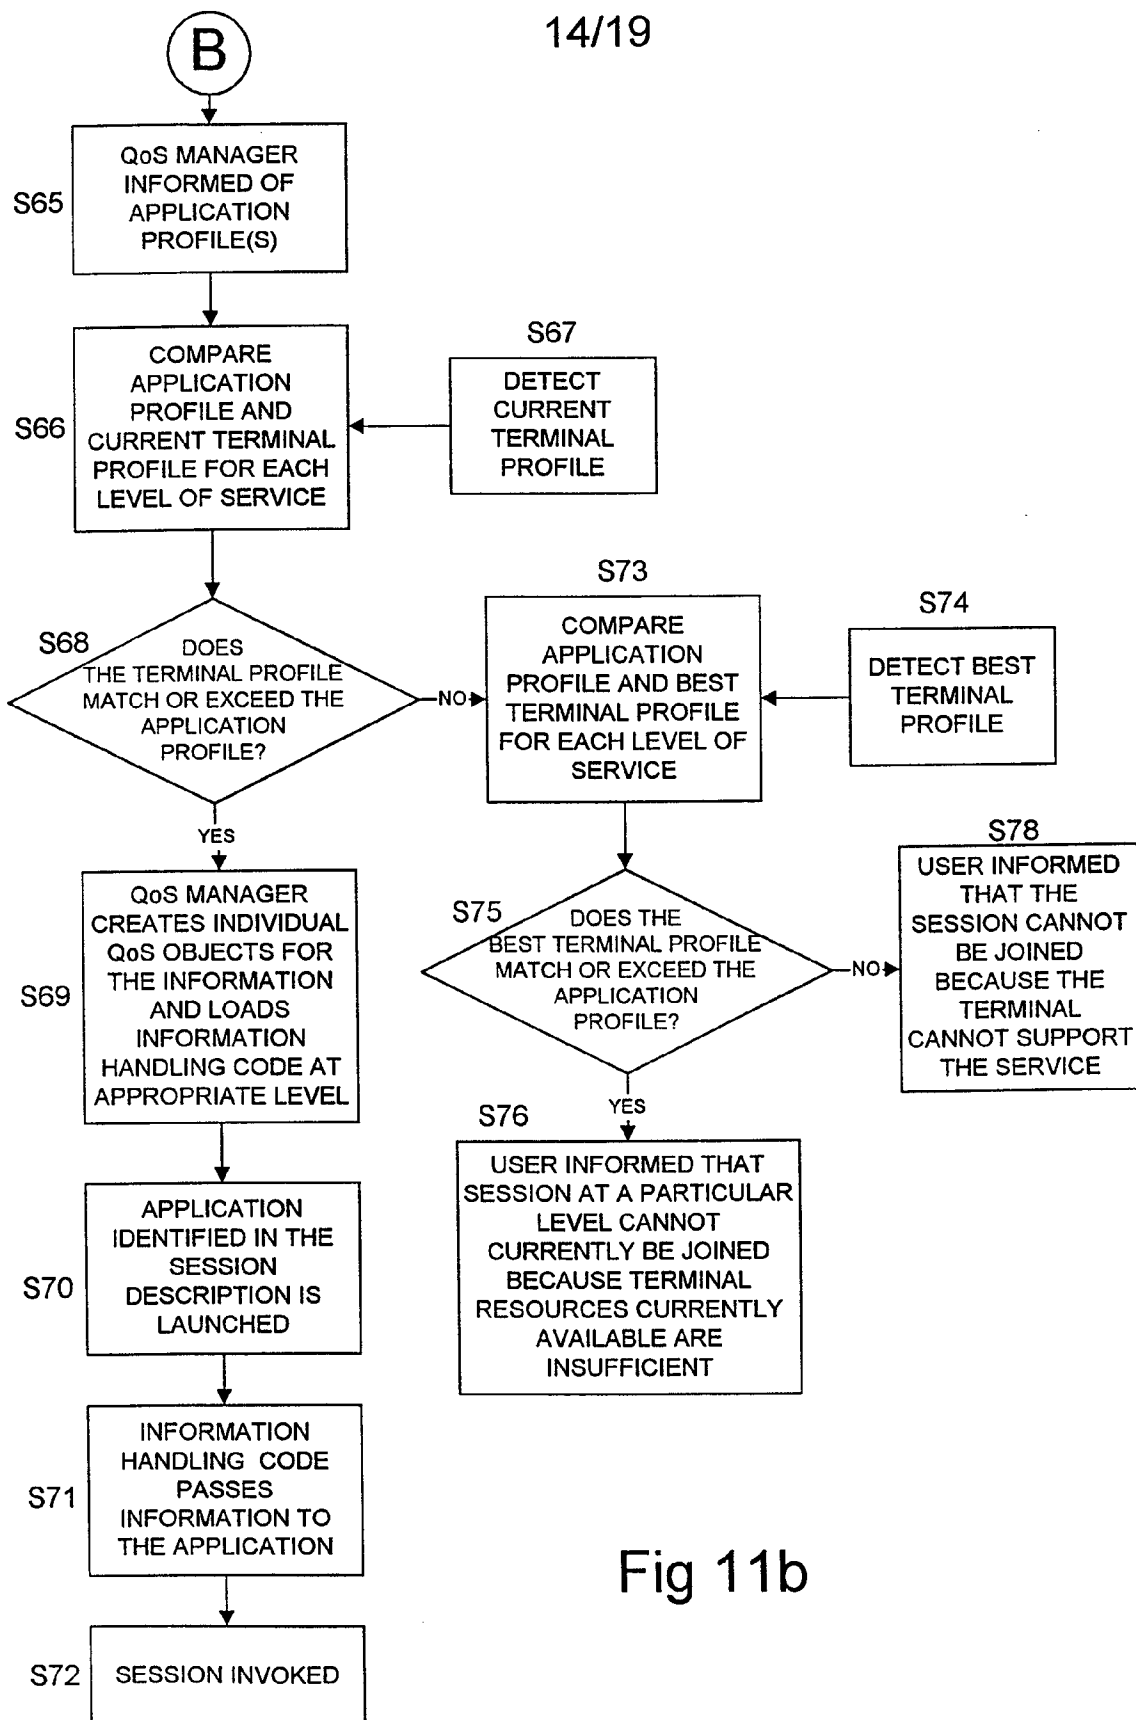 14/19
B
S65
QoS MANAGER
INFORMED OF
APPLICATION
PROFILE(S)
S66
COMPARE
APPLICATION
PROFILE AND
CURRENT TERMINAL
PROFILE FOR EACH
LEVEL OF SERVICE
S67
DETECT
CURRENT
TERMINAL
PROFILE
S68
DOES
THE TERMINAL PROFILE
MATCH OR EXCEED THE
APPLICATION
PROFILE?
NO
YES
S73
COMPARE
APPLICATION
PROFILE AND BEST
TERMINAL PROFILE
FOR EACH LEVEL OF
SERVICE
S74
DETECT BEST
TERMINAL
PROFILE
S69
QoS MANAGER
CREATES INDIVIDUAL
QoS OBJECTS FOR
THE INFORMATION
AND LOADS
INFORMATION
HANDLING CODE AT
APPROPRIATE LEVEL
S75
DOES THE
BEST TERMINAL PROFILE
MATCH OR EXCEED THE
APPLICATION
PROFILE?
NO
YES
S78
USER INFORMED
THAT THE
SESSION CANNOT
BE JOINED
BECAUSE THE
TERMINAL
CANNOT SUPPORT
THE SERVICE
S76
USER INFORMED THAT
SESSION AT A PARTICULAR
LEVEL CANNOT
CURRENTLY BE JOINED
BECAUSE TERMINAL
RESOURCES CURRENTLY
AVAILABLE ARE
INSUFFICIENT
S70
APPLICATION
IDENTIFIED IN THE
SESSION
DESCRIPTION IS
LAUNCHED
S71
INFORMATION
HANDLING CODE
PASSES
INFORMATION TO
THE APPLICATION
S72
SESSION INVOKED
Fig 11b